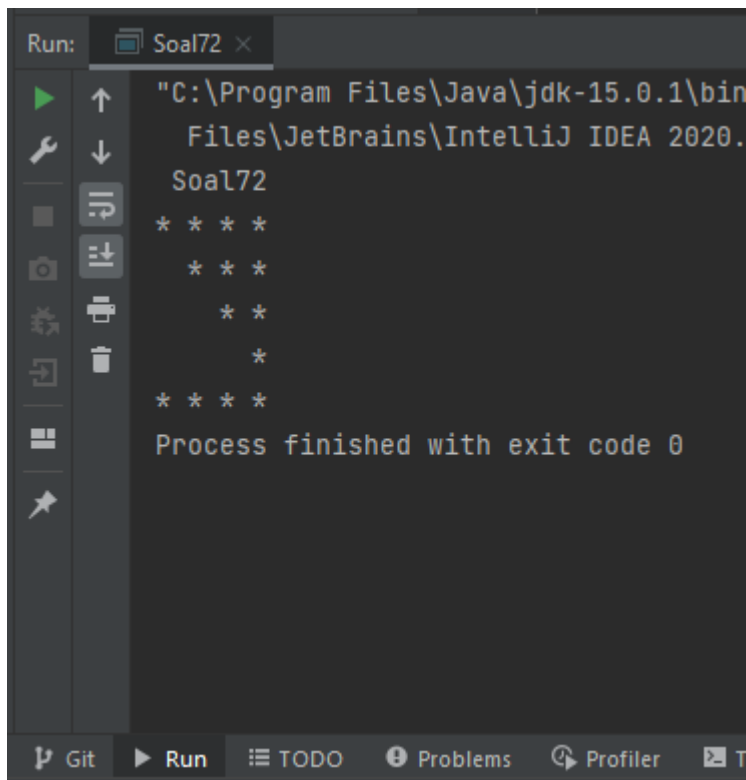 Run: Soal72
"C:\Program Files\Java\jdk-15.0.1\bin
Files\JetBrains\IntelliJ IDEA 2020.
Soal72
* * * *
  * * *
    * *
      *
* * * *
Process finished with exit code 0
Git Run TODO Problems Profiler